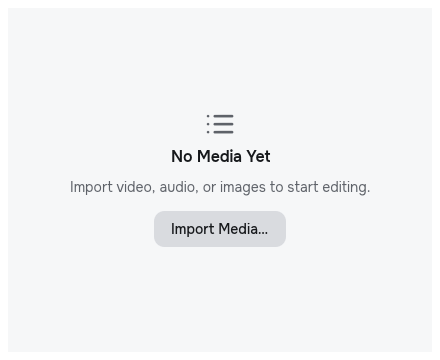 No Media Yet
Import video, audio, or images to start editing.
Import Media...